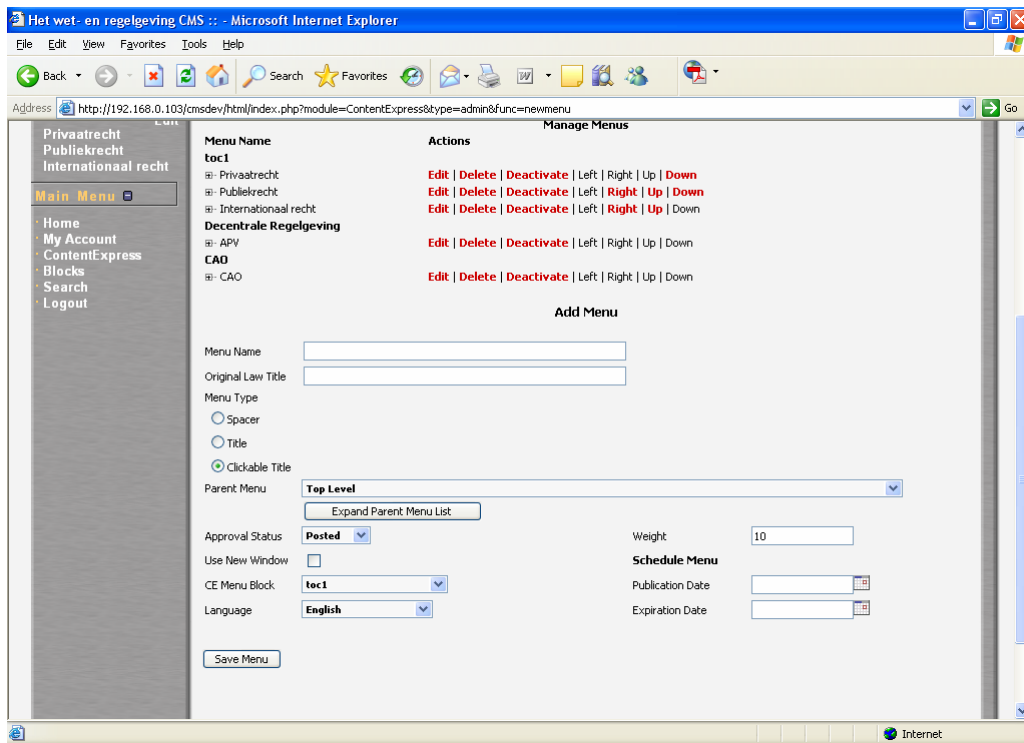 Het wet- en regelgeving CMS :: - Microsoft Internet Explorer
File Edit View Favorites Tools Help
Back Search Favorites W
Address http://192.168.0.103/cmsdev/html/index.php?module=ContentExpress&type=admin&func=newmenu Go
Edit
Privaatrecht
Publiekrecht
Internationaal recht
Main Menu
Home
My Account
ContentExpress
Blocks
Search
Logout
Manage Menus
Menu Name Actions
toc1
Privaatrecht Edit | Delete | Deactivate | Left | Right | Up | Down
Publiekrecht Edit | Delete | Deactivate | Left | Right | Up | Down
Internationaal recht Edit | Delete | Deactivate | Left | Right | Up | Down
Decentrale Regelgeving
APV Edit | Delete | Deactivate | Left | Right | Up | Down
CAO
CAO Edit | Delete | Deactivate | Left | Right | Up | Down
Add Menu
Menu Name
Original Law Title
Menu Type
Spacer
Title
Clickable Title
Parent Menu Top Level
Expand Parent Menu List
Approval Status Posted Weight 10
Use New Window Schedule Menu
CE Menu Block toc1 Publication Date
Language English Expiration Date
Save Menu
Internet